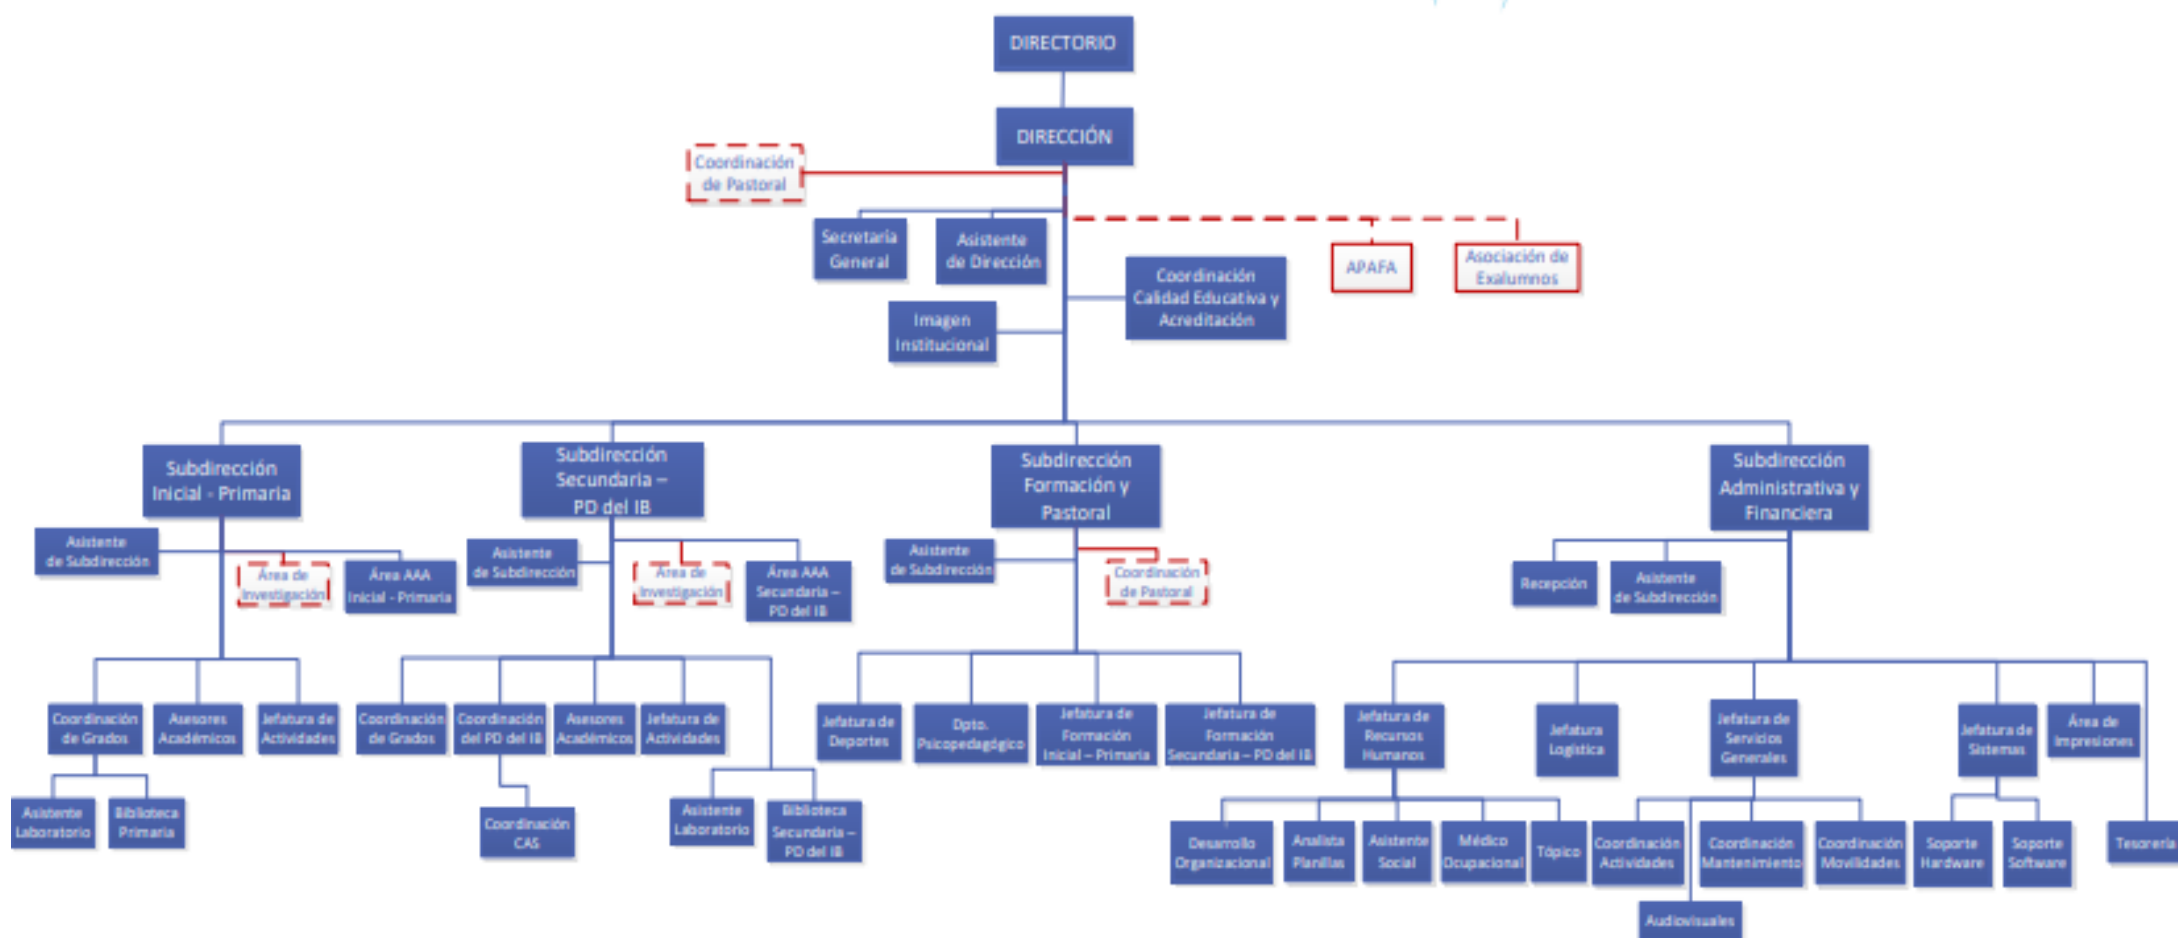 DIRECTORIO
DIRECCIÓN
Coordinación
de Pastoral
Secretaría
General
Asistente
de Dirección
APAFA
Asociación de
Exalumnos
Coordinación
Calidad Educativa y
Acreditación
Imagen
Institucional
Subdirección
Inicial - Primaria
Subdirección
Secundaria –
PD del IB
Subdirección
Formación y
Pastoral
Subdirección
Administrativa y
Financiera
Asistente
de Subdirección
Área de
Investigación
Área AAA
Inicial - Primaria
Asistente
de Subdirección
Área de
Investigación
Área AAA
Secundaria –
PD del IB
Asistente
de Subdirección
Coordinación
de Pastoral
Recepción
Asistente
de Subdirección
Coordinación
de Grados
Asesores
Académicos
Jefatura de
Actividades
Coordinación
de Grados
Coordinación
del PD del IB
Asesores
Académicos
Jefatura de
Actividades
Jefatura de
Deportes
Dpto.
Psicopedagógico
Jefatura de
Formación
Inicial – Primaria
Jefatura de
Formación
Secundaria – PD del IB
Jefatura de
Recursos
Humanos
Jefatura
Logística
Jefatura de
Servicios
Generales
Jefatura de
Sistemas
Área de
Impresiones
Asistente
Laboratorio
Biblioteca
Primaria
Coordinación
CAS
Asistente
Laboratorio
Biblioteca
Secundaria –
PD del IB
Desarrollo
Organizacional
Analista
Planillas
Asistente
Social
Médico
Ocupacional
Tópico
Coordinación
Actividades
Coordinación
Mantenimiento
Coordinación
Movilidades
Soporte
Hardware
Soporte
Software
Tesorería
Audiovisuales